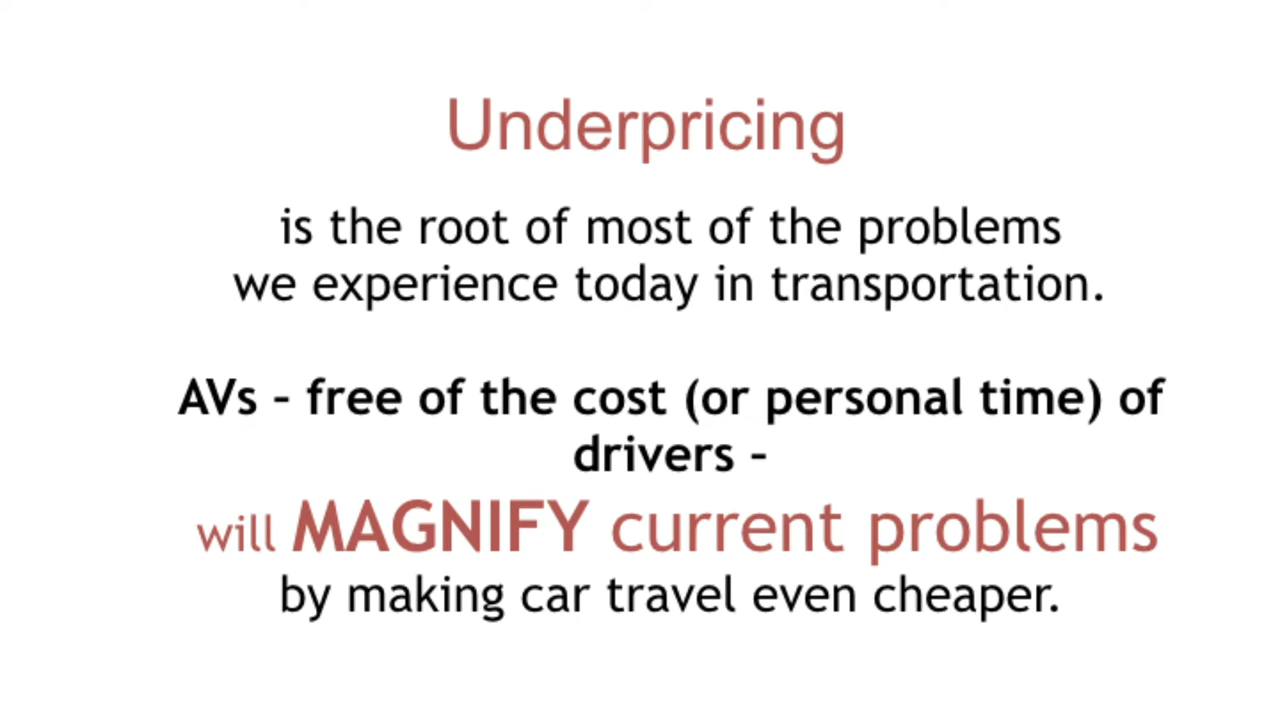 Underpricing
is the root of most of the problems
we experience today in transportation.
AVs – free of the cost (or personal time) of
drivers –
will MAGNIFY current problems
by making car travel even cheaper.